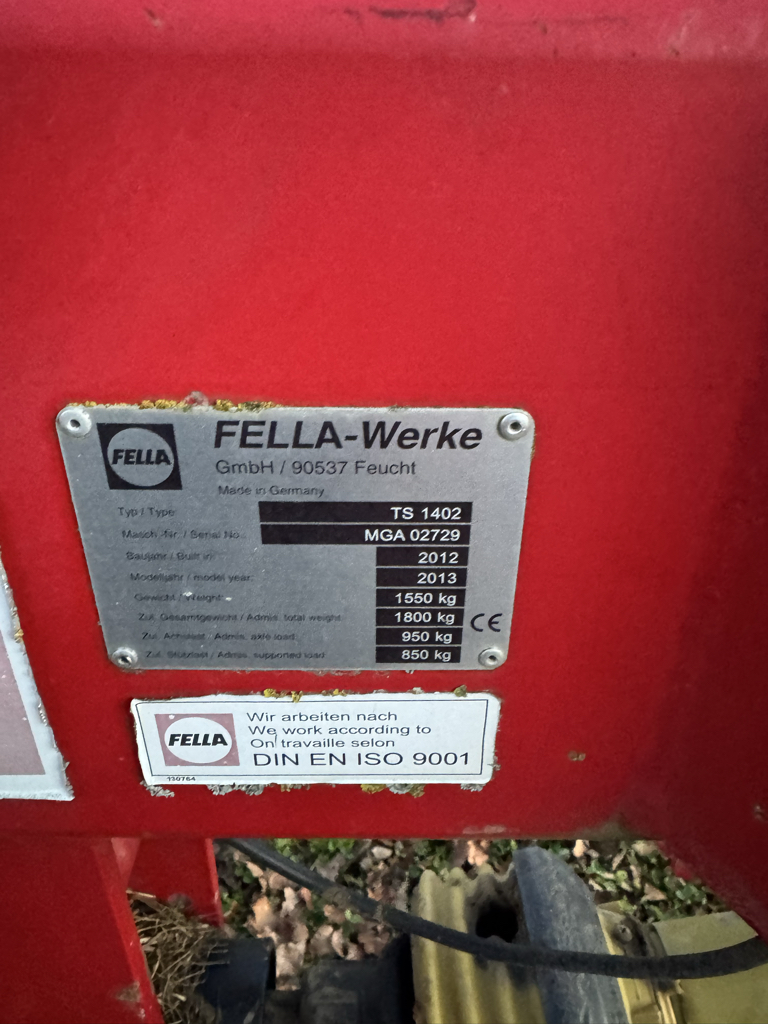 FELLA
FELLA-Werke
GmbH / 90537 Feucht
Made in Germany
Typ / Type TS 1402
Masch.-Nr. / Serial No.: MGA 02729
Baujahr / Built in: 2012
Modelljahr / model year: 2013
Gewicht / Weight: 1550 kg
Zul. Gesamtgewicht / Admis. total weight: 1800 kg
CE
Zul. Achslast / Admis. axle load: 950 kg
Zul. Stützlast / Admis. supported load: 850 kg
FELLA
Wir arbeiten nach
We work according to
On travaille selon
DIN EN ISO 9001
130764